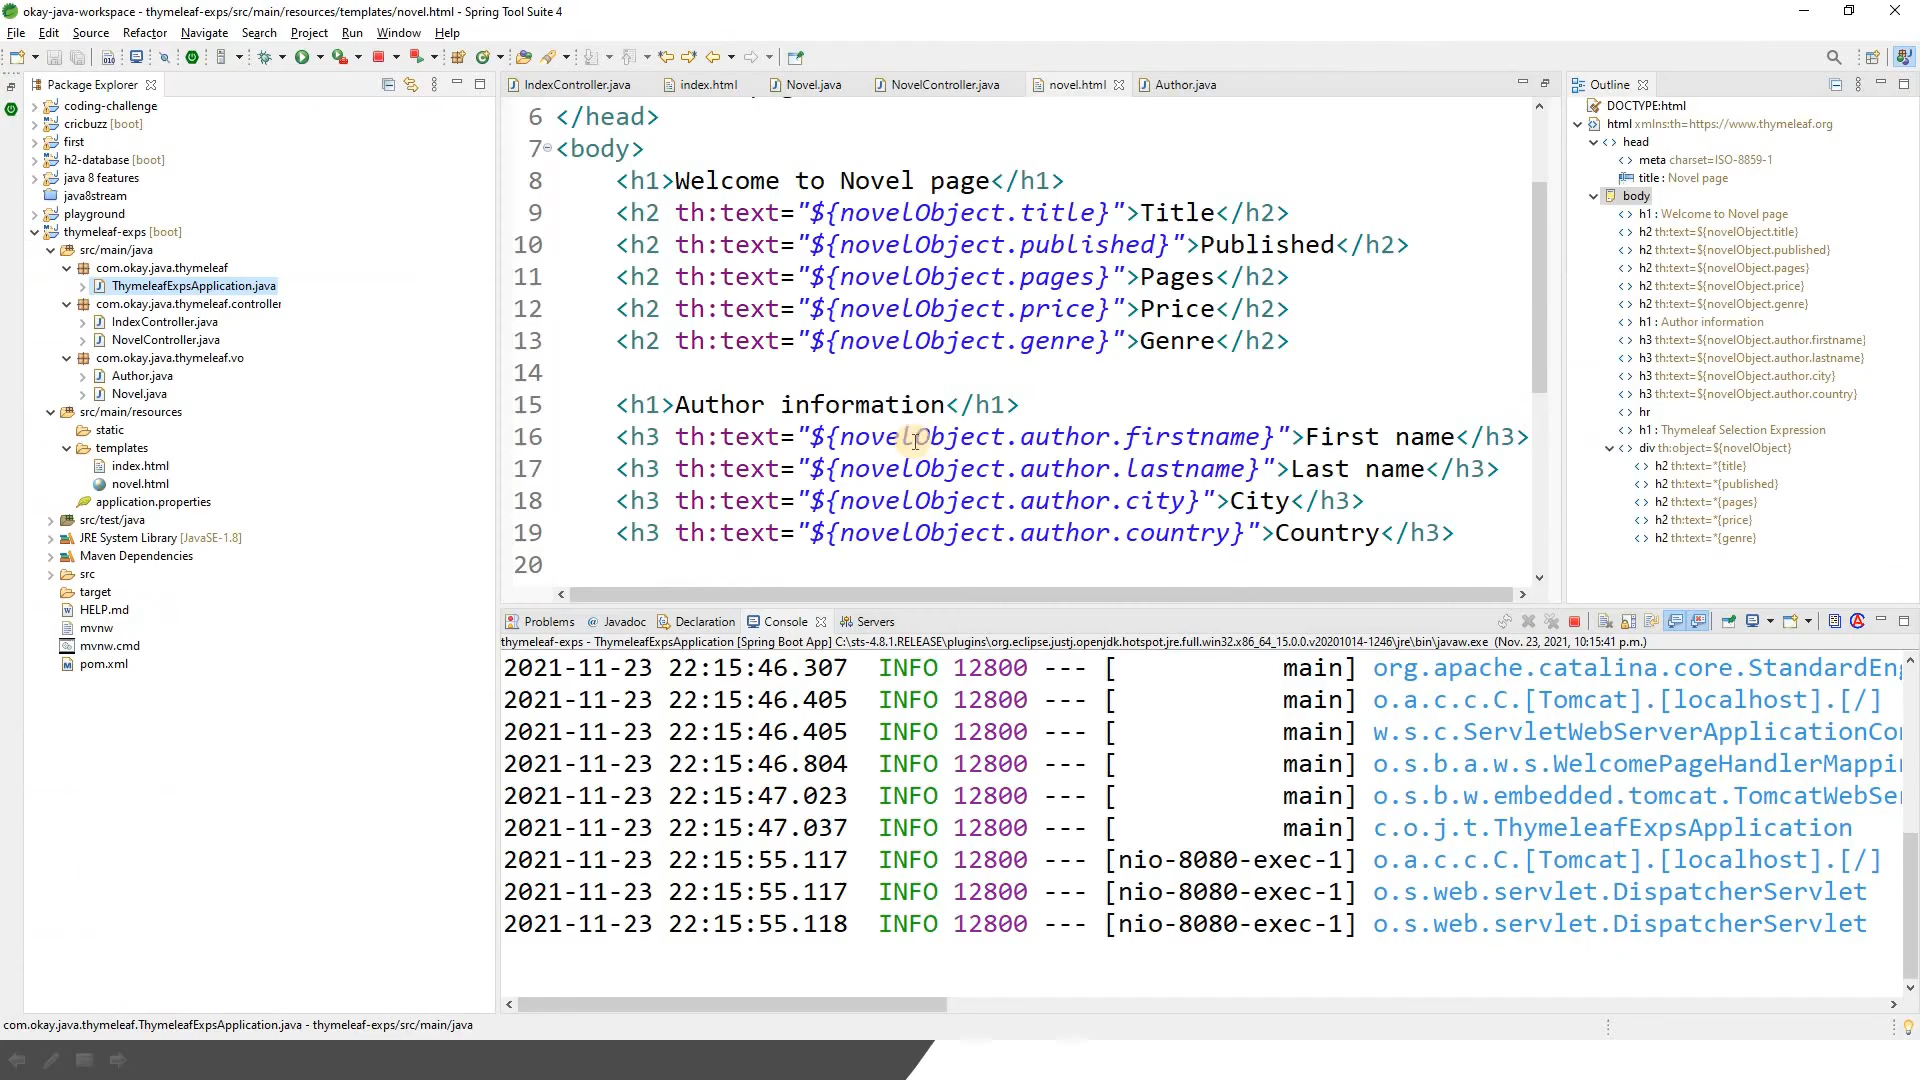 okay-java-workspace - thymeleaf-exps/src/main/resources/templates/novel.html - Spring Tool Suite 4
File Edit Source Refactor Navigate Search Project Run Window Help
Package Explorer
coding-challenge
cricbuzz [boot]
first
h2-database [boot]
java 8 features
java8stream
playground
thymeleaf-exps [boot]
src/main/java
com.okay.java.thymeleaf
ThymeleafExpsApplication.java
com.okay.java.thymeleaf.controller
IndexController.java
NovelController.java
com.okay.java.thymeleaf.vo
Author.java
Novel.java
src/main/resources
static
templates
index.html
novel.html
application.properties
src/test/java
JRE System Library [JavaSE-1.8]
Maven Dependencies
src
target
HELP.md
mvnw
mvnw.cmd
pom.xml
IndexController.java index.html Novel.java NovelController.java novel.html Author.java
6 </head>
7 <body>
8 <h1>Welcome to Novel page</h1>
9 <h2 th:text="${novelObject.title}">Title</h2>
10 <h2 th:text="${novelObject.published}">Published</h2>
11 <h2 th:text="${novelObject.pages}">Pages</h2>
12 <h2 th:text="${novelObject.price}">Price</h2>
13 <h2 th:text="${novelObject.genre}">Genre</h2>
14
15 <h1>Author information</h1>
16 <h3 th:text="${novelObject.author.firstname}">First name</h3>
17 <h3 th:text="${novelObject.author.lastname}">Last name</h3>
18 <h3 th:text="${novelObject.author.city}">City</h3>
19 <h3 th:text="${novelObject.author.country}">Country</h3>
20
Outline
DOCTYPE:html
html xmlns:th=https://www.thymeleaf.org
head
meta charset=ISO-8859-1
title : Novel page
body
h1 : Welcome to Novel page
h2 th:text=${novelObject.title}
h2 th:text=${novelObject.published}
h2 th:text=${novelObject.pages}
h2 th:text=${novelObject.price}
h2 th:text=${novelObject.genre}
h1 : Author information
h3 th:text=${novelObject.author.firstname}
h3 th:text=${novelObject.author.lastname}
h3 th:text=${novelObject.author.city}
h3 th:text=${novelObject.author.country}
hr
h1 : Thymeleaf Selection Expression
div th:object=${novelObject}
h2 th:text=*{title}
h2 th:text=*{published}
h2 th:text=*{pages}
h2 th:text=*{price}
h2 th:text=*{genre}
Problems @ Javadoc Declaration Console Servers
thymeleaf-exps - ThymeleafExpsApplication [Spring Boot App] C:\sts-4.8.1.RELEASE\plugins\org.eclipse.justj.openjdk.hotspot.jre.full.win32.x86_64_15.0.0.v20201014-1246\jre\bin\javaw.exe (Nov. 23, 2021, 10:15:41 p.m.)
2021-11-23 22:15:46.307 INFO 12800 --- [ main] org.apache.catalina.core.StandardEng
2021-11-23 22:15:46.405 INFO 12800 --- [ main] o.a.c.c.C.[Tomcat].[localhost].[/]
2021-11-23 22:15:46.405 INFO 12800 --- [ main] w.s.c.ServletWebServerApplicationCo
2021-11-23 22:15:46.804 INFO 12800 --- [ main] o.s.b.a.w.s.WelcomePageHandlerMappi
2021-11-23 22:15:47.023 INFO 12800 --- [ main] o.s.b.w.embedded.tomcat.TomcatWebSe
2021-11-23 22:15:47.037 INFO 12800 --- [ main] c.o.j.t.ThymeleafExpsApplication
2021-11-23 22:15:55.117 INFO 12800 --- [nio-8080-exec-1] o.a.c.c.C.[Tomcat].[localhost].[/]
2021-11-23 22:15:55.117 INFO 12800 --- [nio-8080-exec-1] o.s.web.servlet.DispatcherServlet
2021-11-23 22:15:55.118 INFO 12800 --- [nio-8080-exec-1] o.s.web.servlet.DispatcherServlet
com.okay.java.thymeleaf.ThymeleafExpsApplication.java - thymeleaf-exps/src/main/java